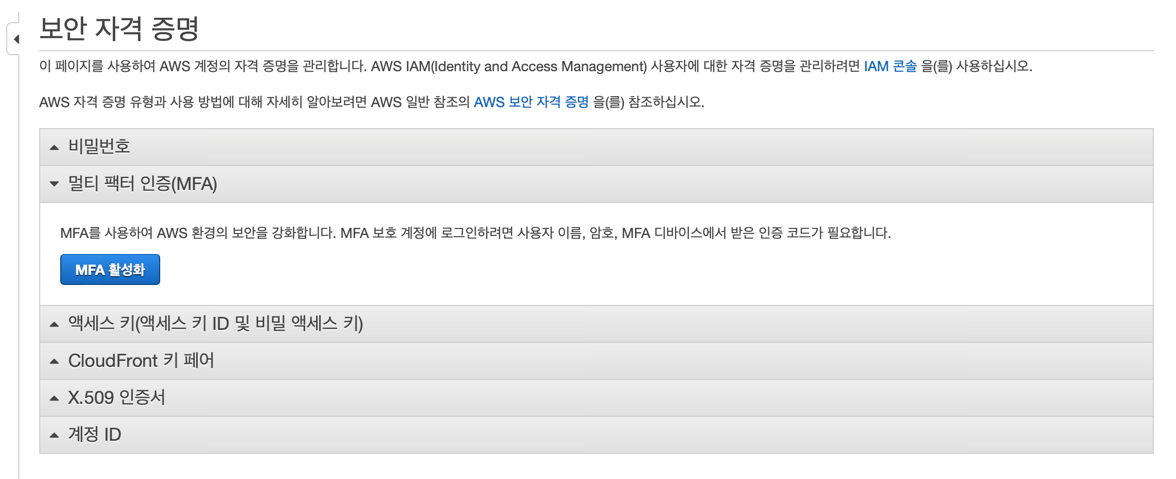 보안 자격 증명
이 페이지를 사용하여 AWS 계정의 자격 증명을 관리합니다. AWS IAM(Identity and Access Management) 사용자에 대한 자격 증명을 관리하려면 IAM 콘솔 을(를) 사용하십시오.
AWS 자격 증명 유형과 사용 방법에 대해 자세히 알아보려면 AWS 일반 참조의 AWS 보안 자격 증명 을(를) 참조하십시오.
비밀번호
멀티 팩터 인증(MFA)
MFA를 사용하여 AWS 환경의 보안을 강화합니다. MFA 보호 계정에 로그인하려면 사용자 이름, 암호, MFA 디바이스에서 받은 인증 코드가 필요합니다.
MFA 활성화
액세스 키(액세스 키 ID 및 비밀 액세스 키)
CloudFront 키 페어
X.509 인증서
계정 ID